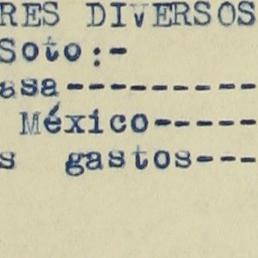 RES DIVERSOS
Soto:-
asa---------
México-----
s gastos---